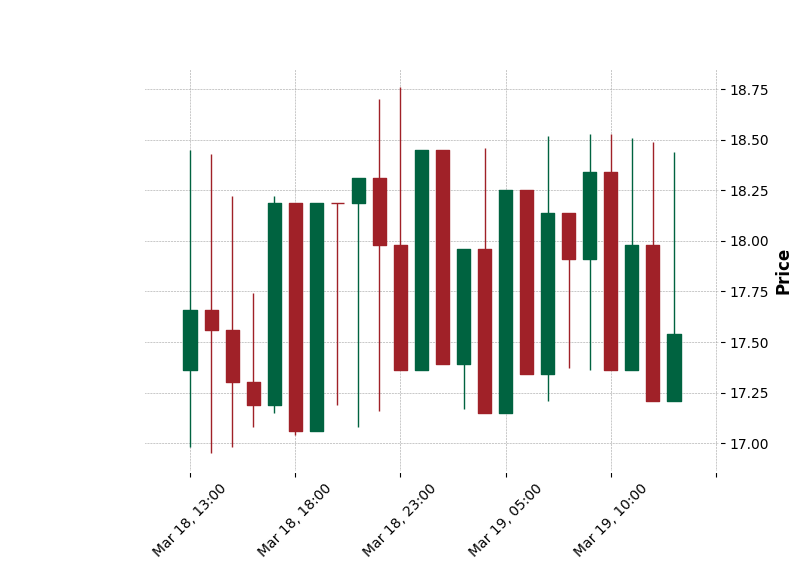 18.75
18.50
18.25
18.00
17.75
17.50
17.25
17.00
Price
Mar 18, 13:00
Mar 18, 18:00
Mar 18, 23:00
Mar 19, 05:00
Mar 19, 10:00